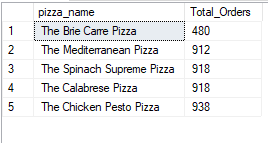 pizza_name Total_Orders
1 The Brie Carre Pizza 480
2 The Mediterranean Pizza 912
3 The Spinach Supreme Pizza 918
4 The Calabrese Pizza 918
5 The Chicken Pesto Pizza 938